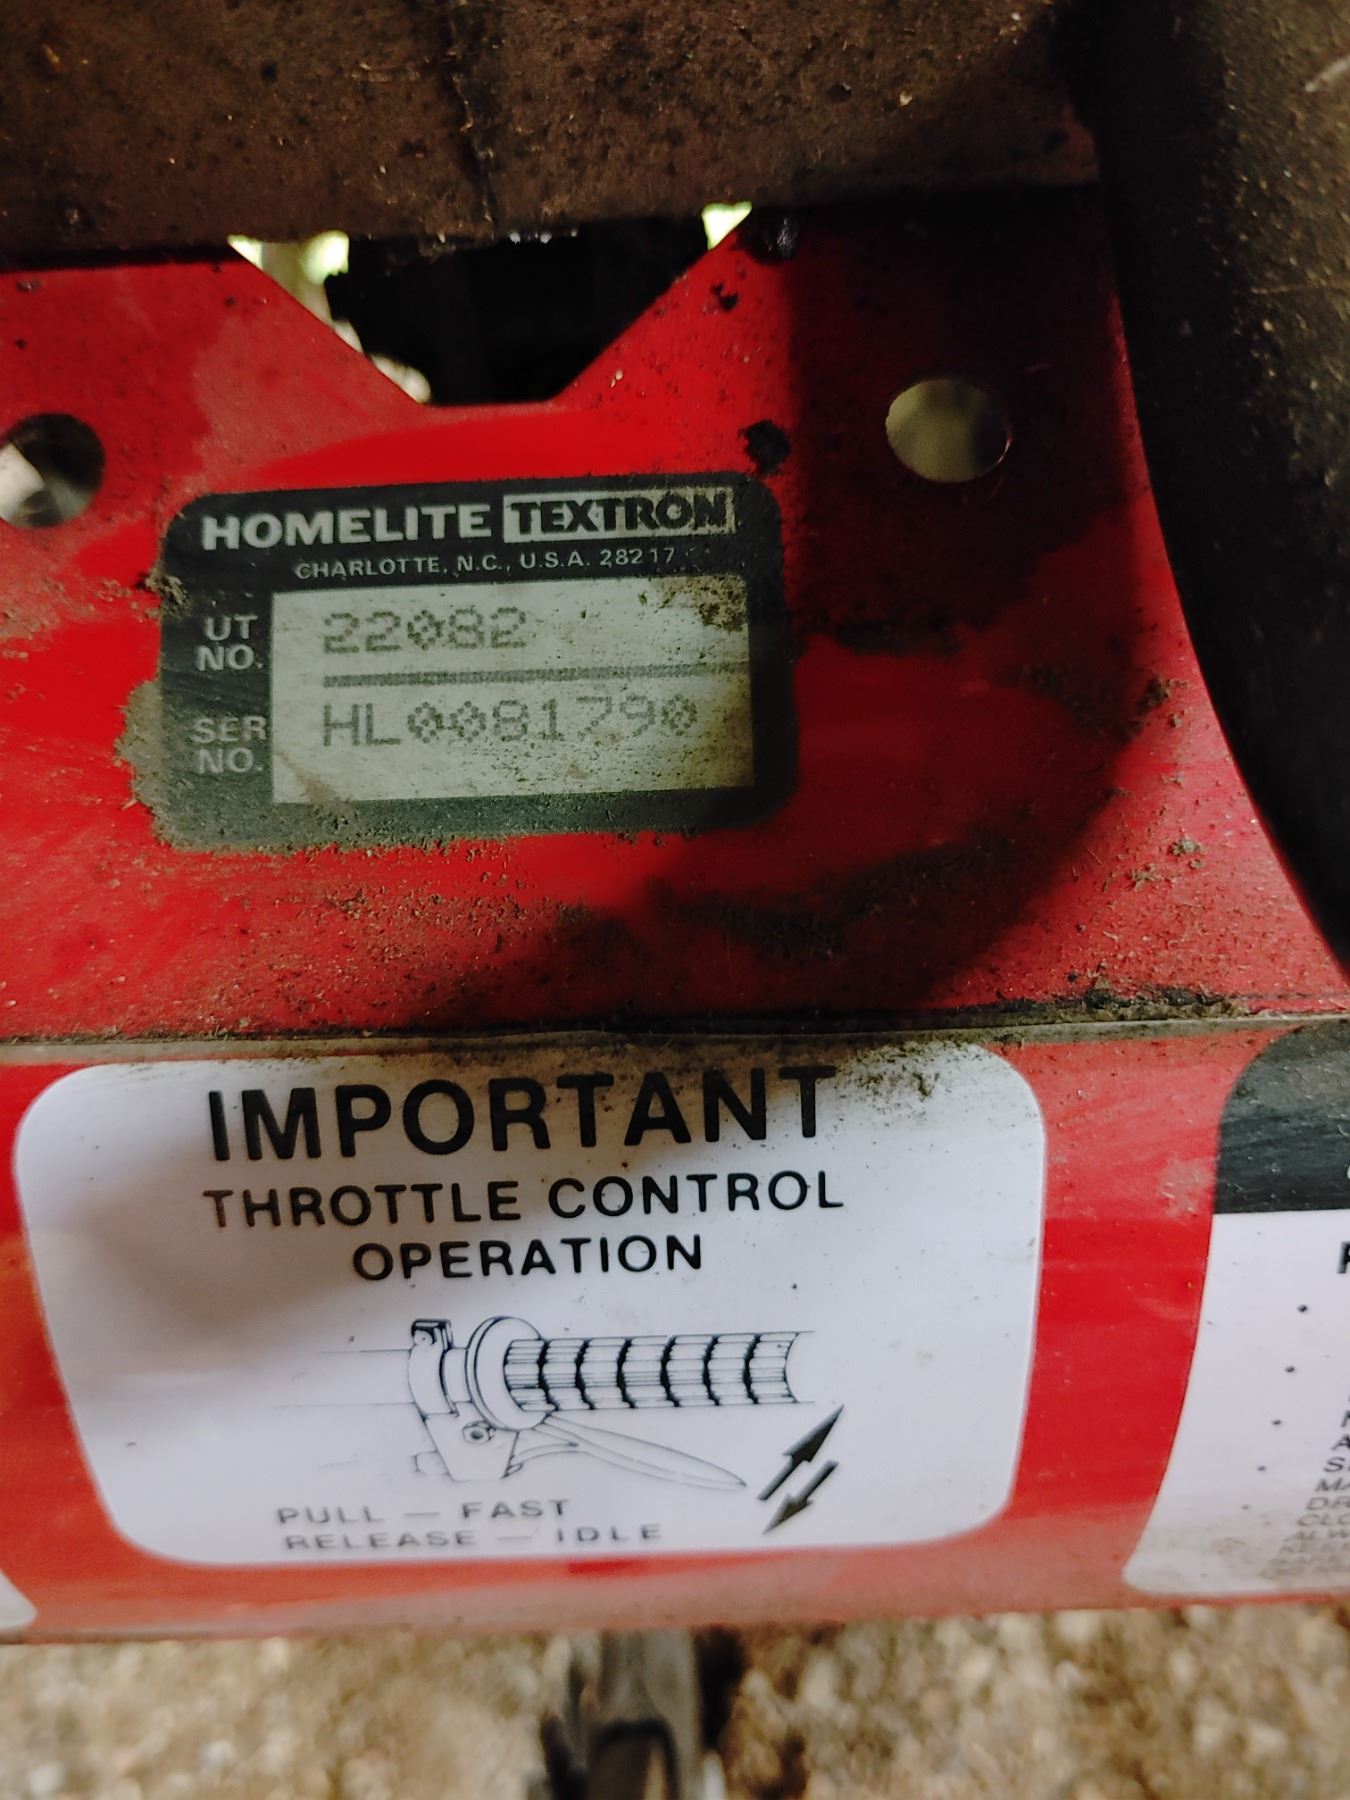 HOMELITE TEXTRON
CHARLOTTE, N.C., U.S.A. 28217
UT NO. 22082
SER NO. HL0081790
IMPORTANT
THROTTLE CONTROL
OPERATION
PULL — FAST
RELEASE — IDLE